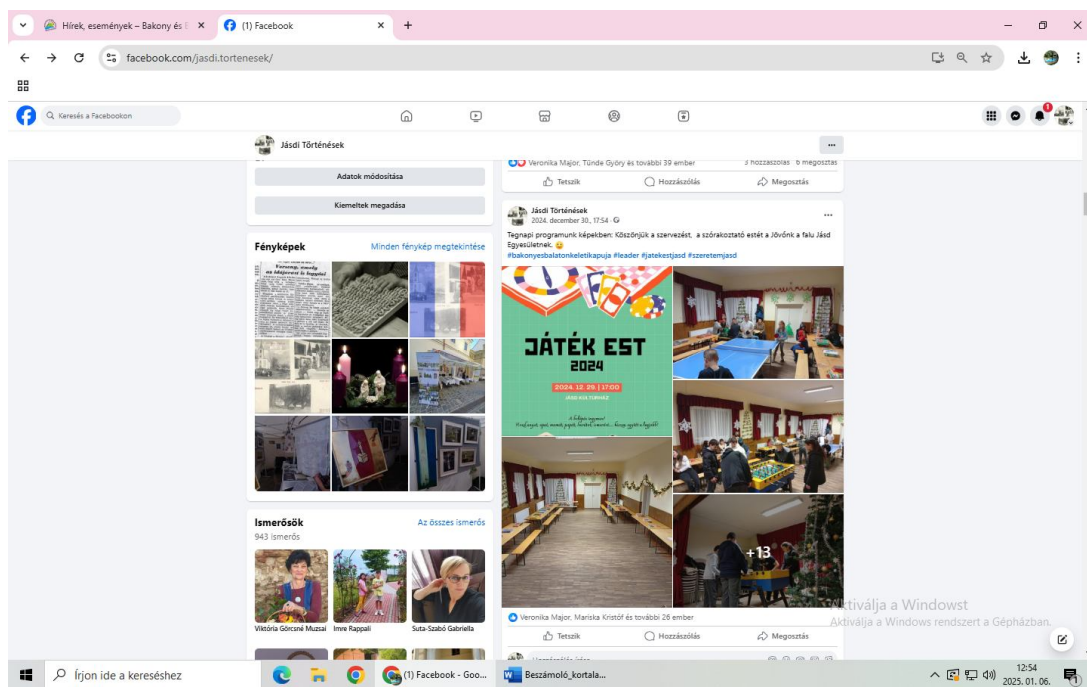 Hírek, események – Bakony és
(1) Facebook
facebook.com/jasdi.tortenesek/
Keresés a Facebookon
1
Jásdi Történések
Adatok módosítása
Kiemeltek megadása
Fényképek
Minden fénykép megtekintése
Ismerősök
Az összes ismerős
943 ismerős
Viktória Görcsné Muzsai
Imre Rappali
Suta-Szabó Gabriella
Veronika Major, Tünde Györy és további 39 ember
3 hozzászólás 6 megosztás
Tetszik
Hozzászólás
Megosztás
Jásdi Történések
2024. december 30., 17:54
Tegnapi programunk képekben: Köszönjük a szervezést, a szórakoztató estét a Jövőnk a falu Jásd
Egyesületnek.
#bakonyesbalatonkeletikapuja #leader #jatekestjasd #szeretemjasd
JÁTÉK EST
2024
2024. 12. 29. | 17:00
JÁSD KULTÚRHÁZ
+13
Veronika Major, Mariska Kristóf és további 26 ember
Tetszik
Hozzászólás
Megosztás
Aktiválja a Windowst
Aktiválja a Windows rendszert a Gépházban.
Írjon ide a kereséshez
(1) Facebook - Goo...
Beszámoló_kortala...
12:54
2025. 01. 06.
1